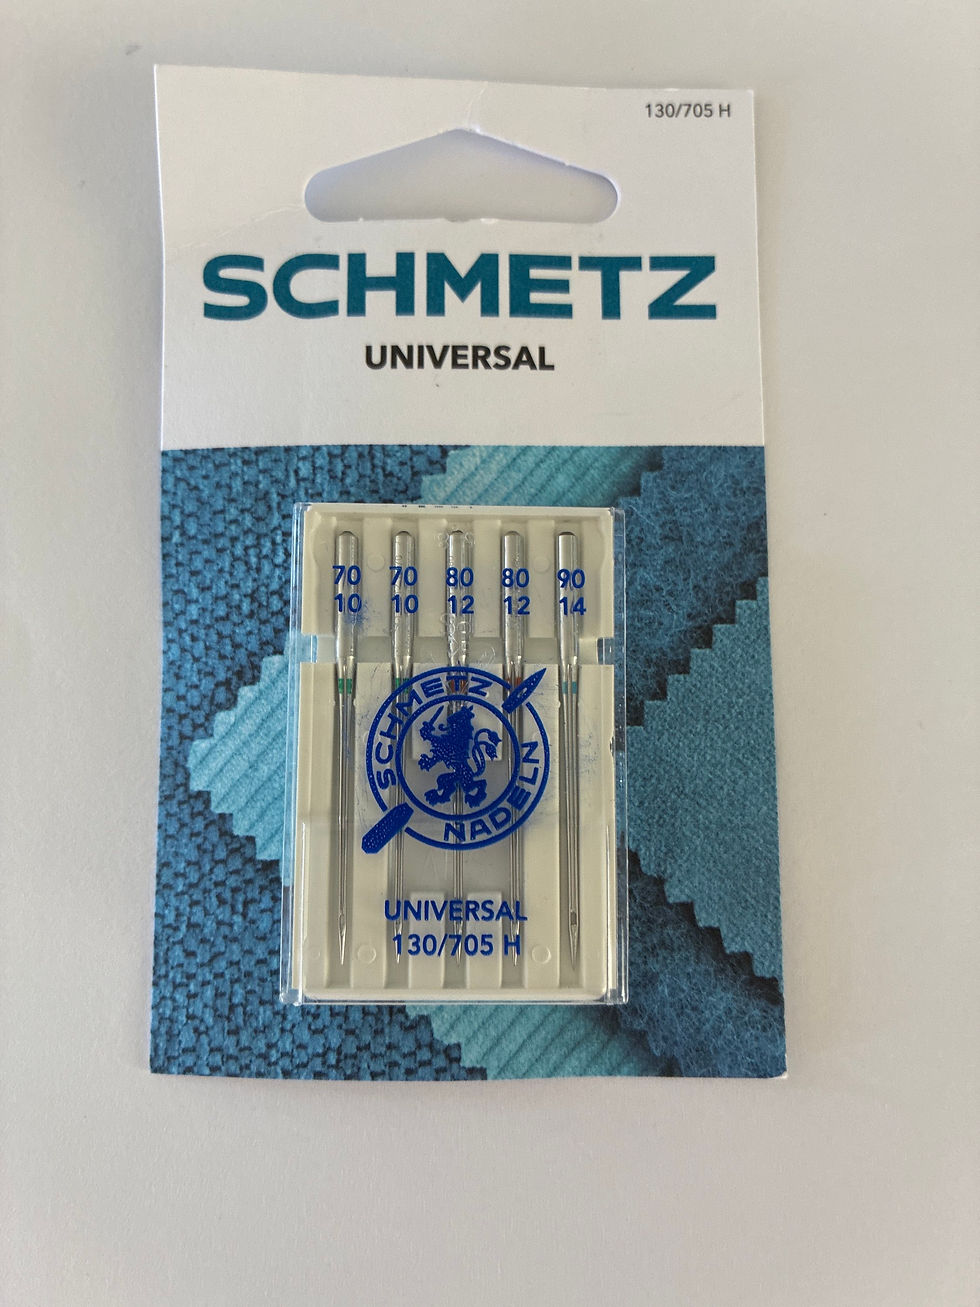 130/705 H
SCHMETZ
UNIVERSAL
70 70 80 80 90
10 10 12 12 14
SCHMETZ
NADELN
UNIVERSAL
130/705 H